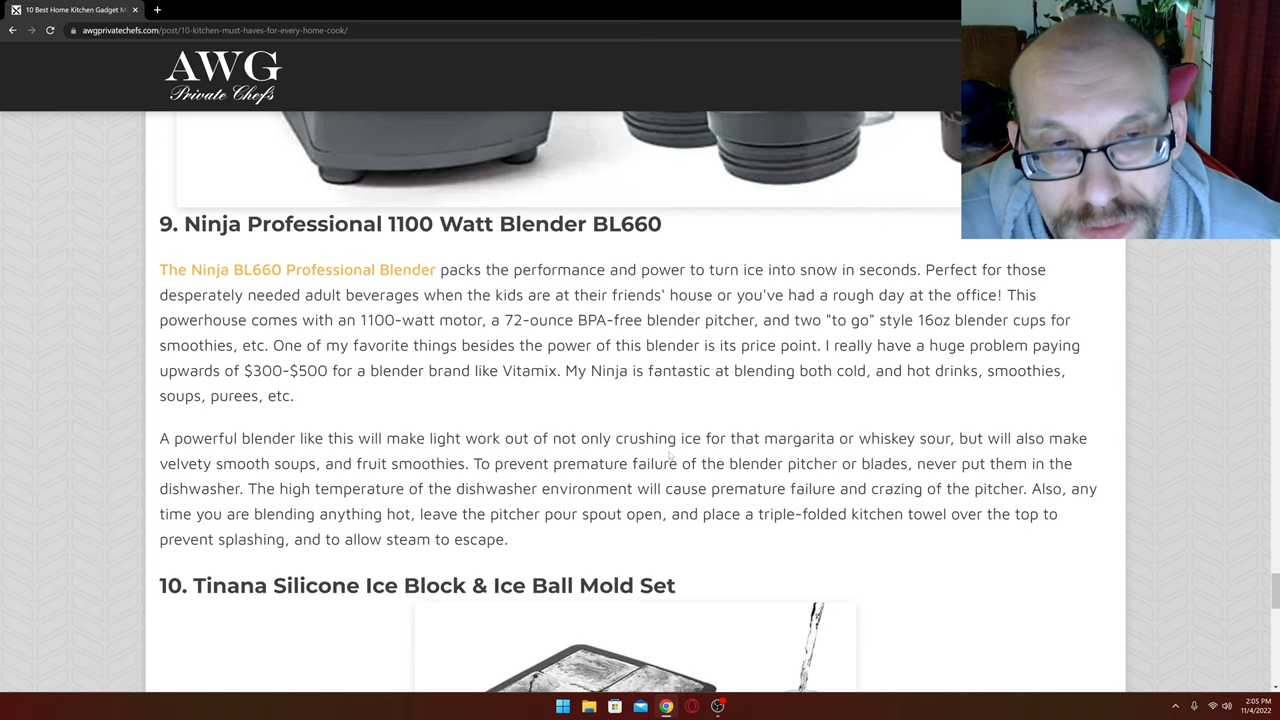 10 Best Home Kitchen Gadget M
awgprivatechefs.com/post/10-kitchen-must-haves-for-every-home-cook/
AWG
Private Chefs
9. Ninja Professional 1100 Watt Blender BL660
The Ninja BL660 Professional Blender packs the performance and power to turn ice into snow in seconds. Perfect for those
desperately needed adult beverages when the kids are at their friends' house or you've had a rough day at the office! This
powerhouse comes with an 1100-watt motor, a 72-ounce BPA-free blender pitcher, and two "to go" style 16oz blender cups for
smoothies, etc. One of my favorite things besides the power of this blender is its price point. I really have a huge problem paying
upwards of $300-$500 for a blender brand like Vitamix. My Ninja is fantastic at blending both cold, and hot drinks, smoothies,
soups, purees, etc.
A powerful blender like this will make light work out of not only crushing ice for that margarita or whiskey sour, but will also make
velvety smooth soups, and fruit smoothies. To prevent premature failure of the blender pitcher or blades, never put them in the
dishwasher. The high temperature of the dishwasher environment will cause premature failure and crazing of the pitcher. Also, any
time you are blending anything hot, leave the pitcher pour spout open, and place a triple-folded kitchen towel over the top to
prevent splashing, and to allow steam to escape.
10. Tinana Silicone Ice Block & Ice Ball Mold Set
2:05 PM
11/4/2022